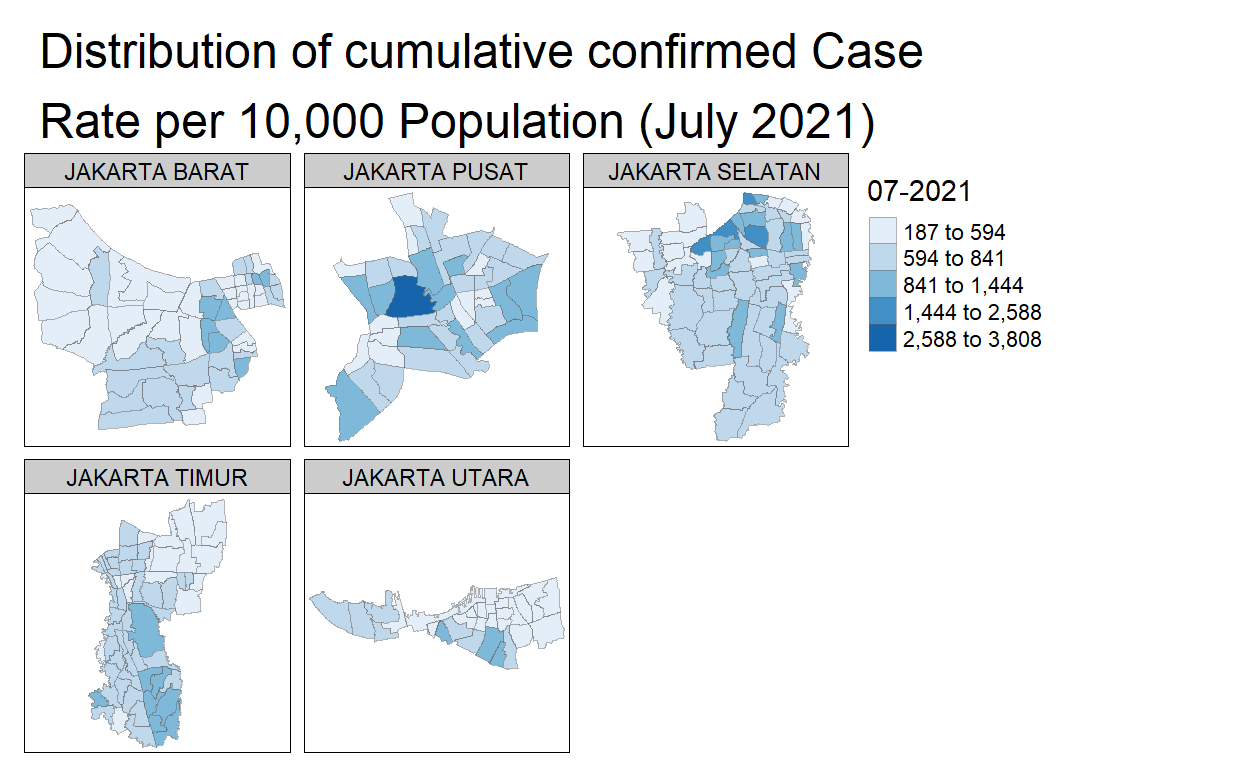 Distribution of cumulative confirmed Case
Rate per 10,000 Population (July 2021)
JAKARTA BARAT
JAKARTA PUSAT
JAKARTA SELATAN
07-2021
187 to 594
594 to 841
841 to 1,444
1,444 to 2,588
2,588 to 3,808
JAKARTA TIMUR
JAKARTA UTARA